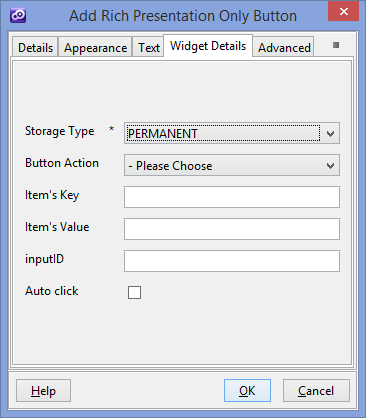 Add Rich Presentation Only Button
Details Appearance Text Widget Details Advanced
Storage Type * PERMANENT
Button Action - Please Choose
Item's Key
Item's Value
inputID
Auto click
Help OK Cancel